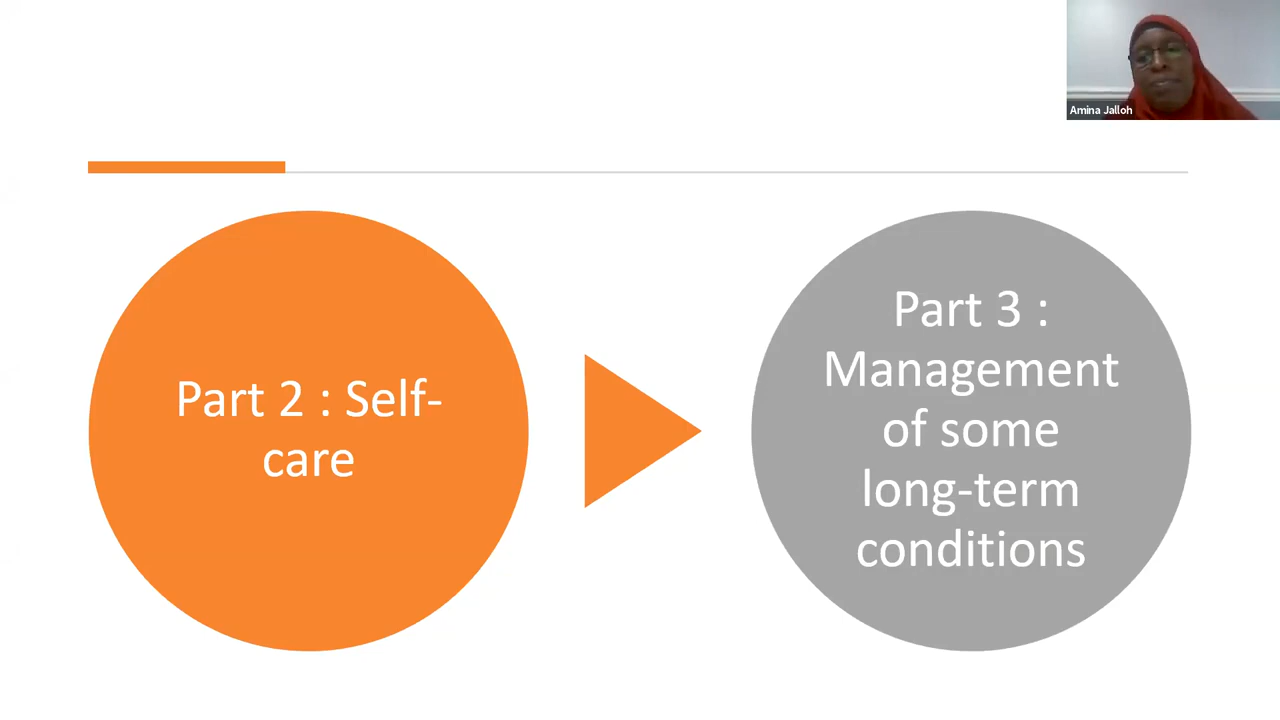 Amina Jalloh
Part 2 : Self-
care
Part 3 :
Management
of some
long-term
conditions